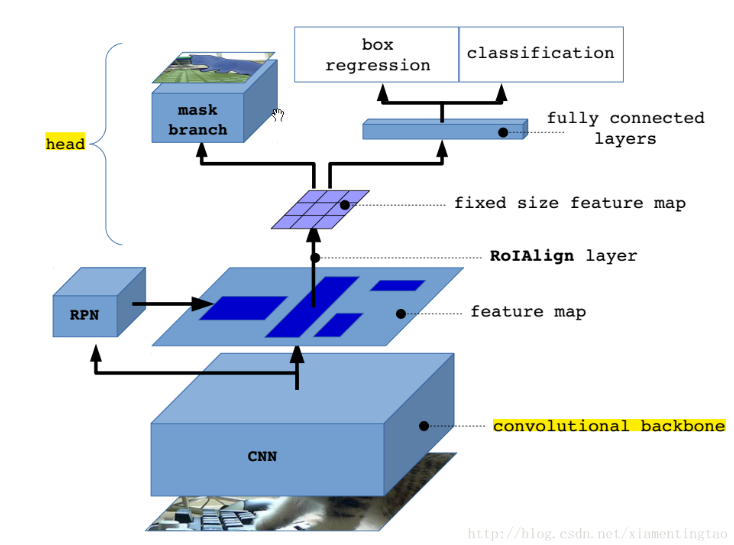 box
regression
classification
mask
branch
head
fully connected
layers
fixed size feature map
RoIAlign layer
RPN
feature map
convolutional backbone
CNN
http://blog.csdn.net/xiamentingtao